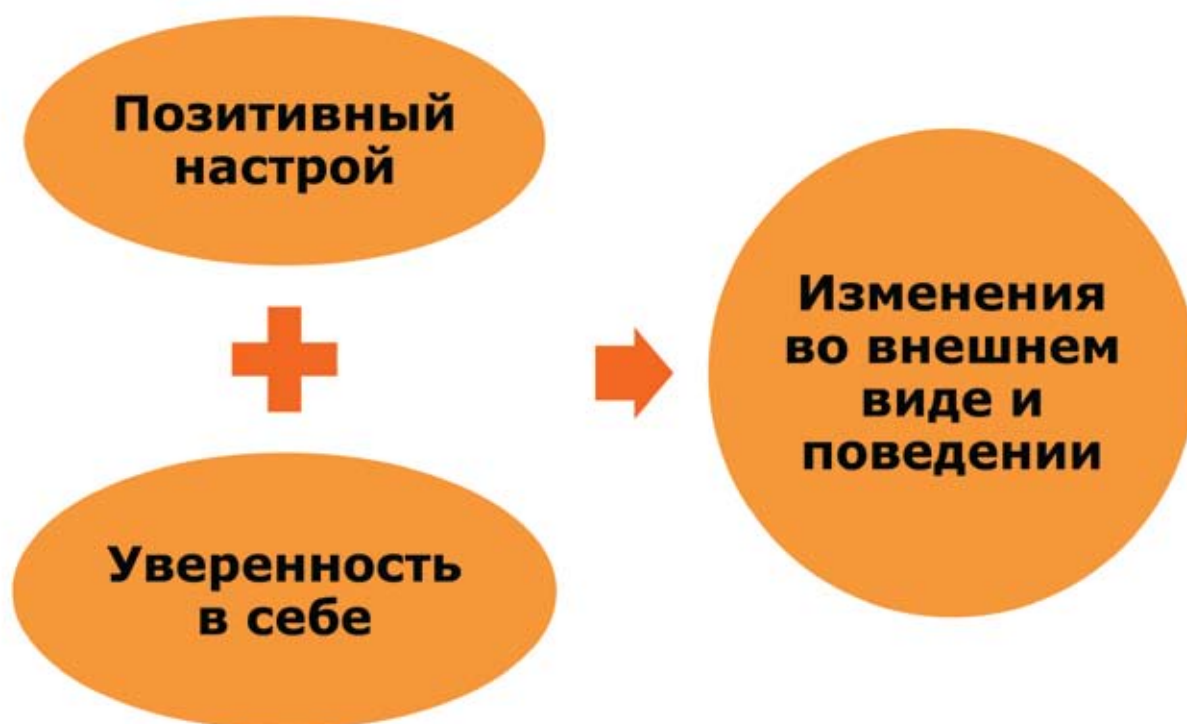 Позитивный
настрой
Уверенность
в себе
Изменения
во внешнем
виде и
поведении